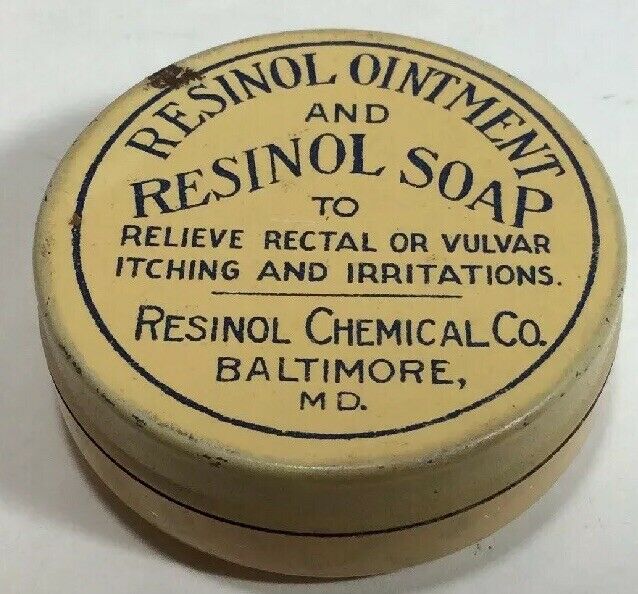 RESINOL OINTMENT
AND
RESINOL SOAP
TO
RELIEVE RECTAL OR VULVAR
ITCHING AND IRRITATIONS.
RESINOL CHEMICAL CO.
BALTIMORE,
MD.